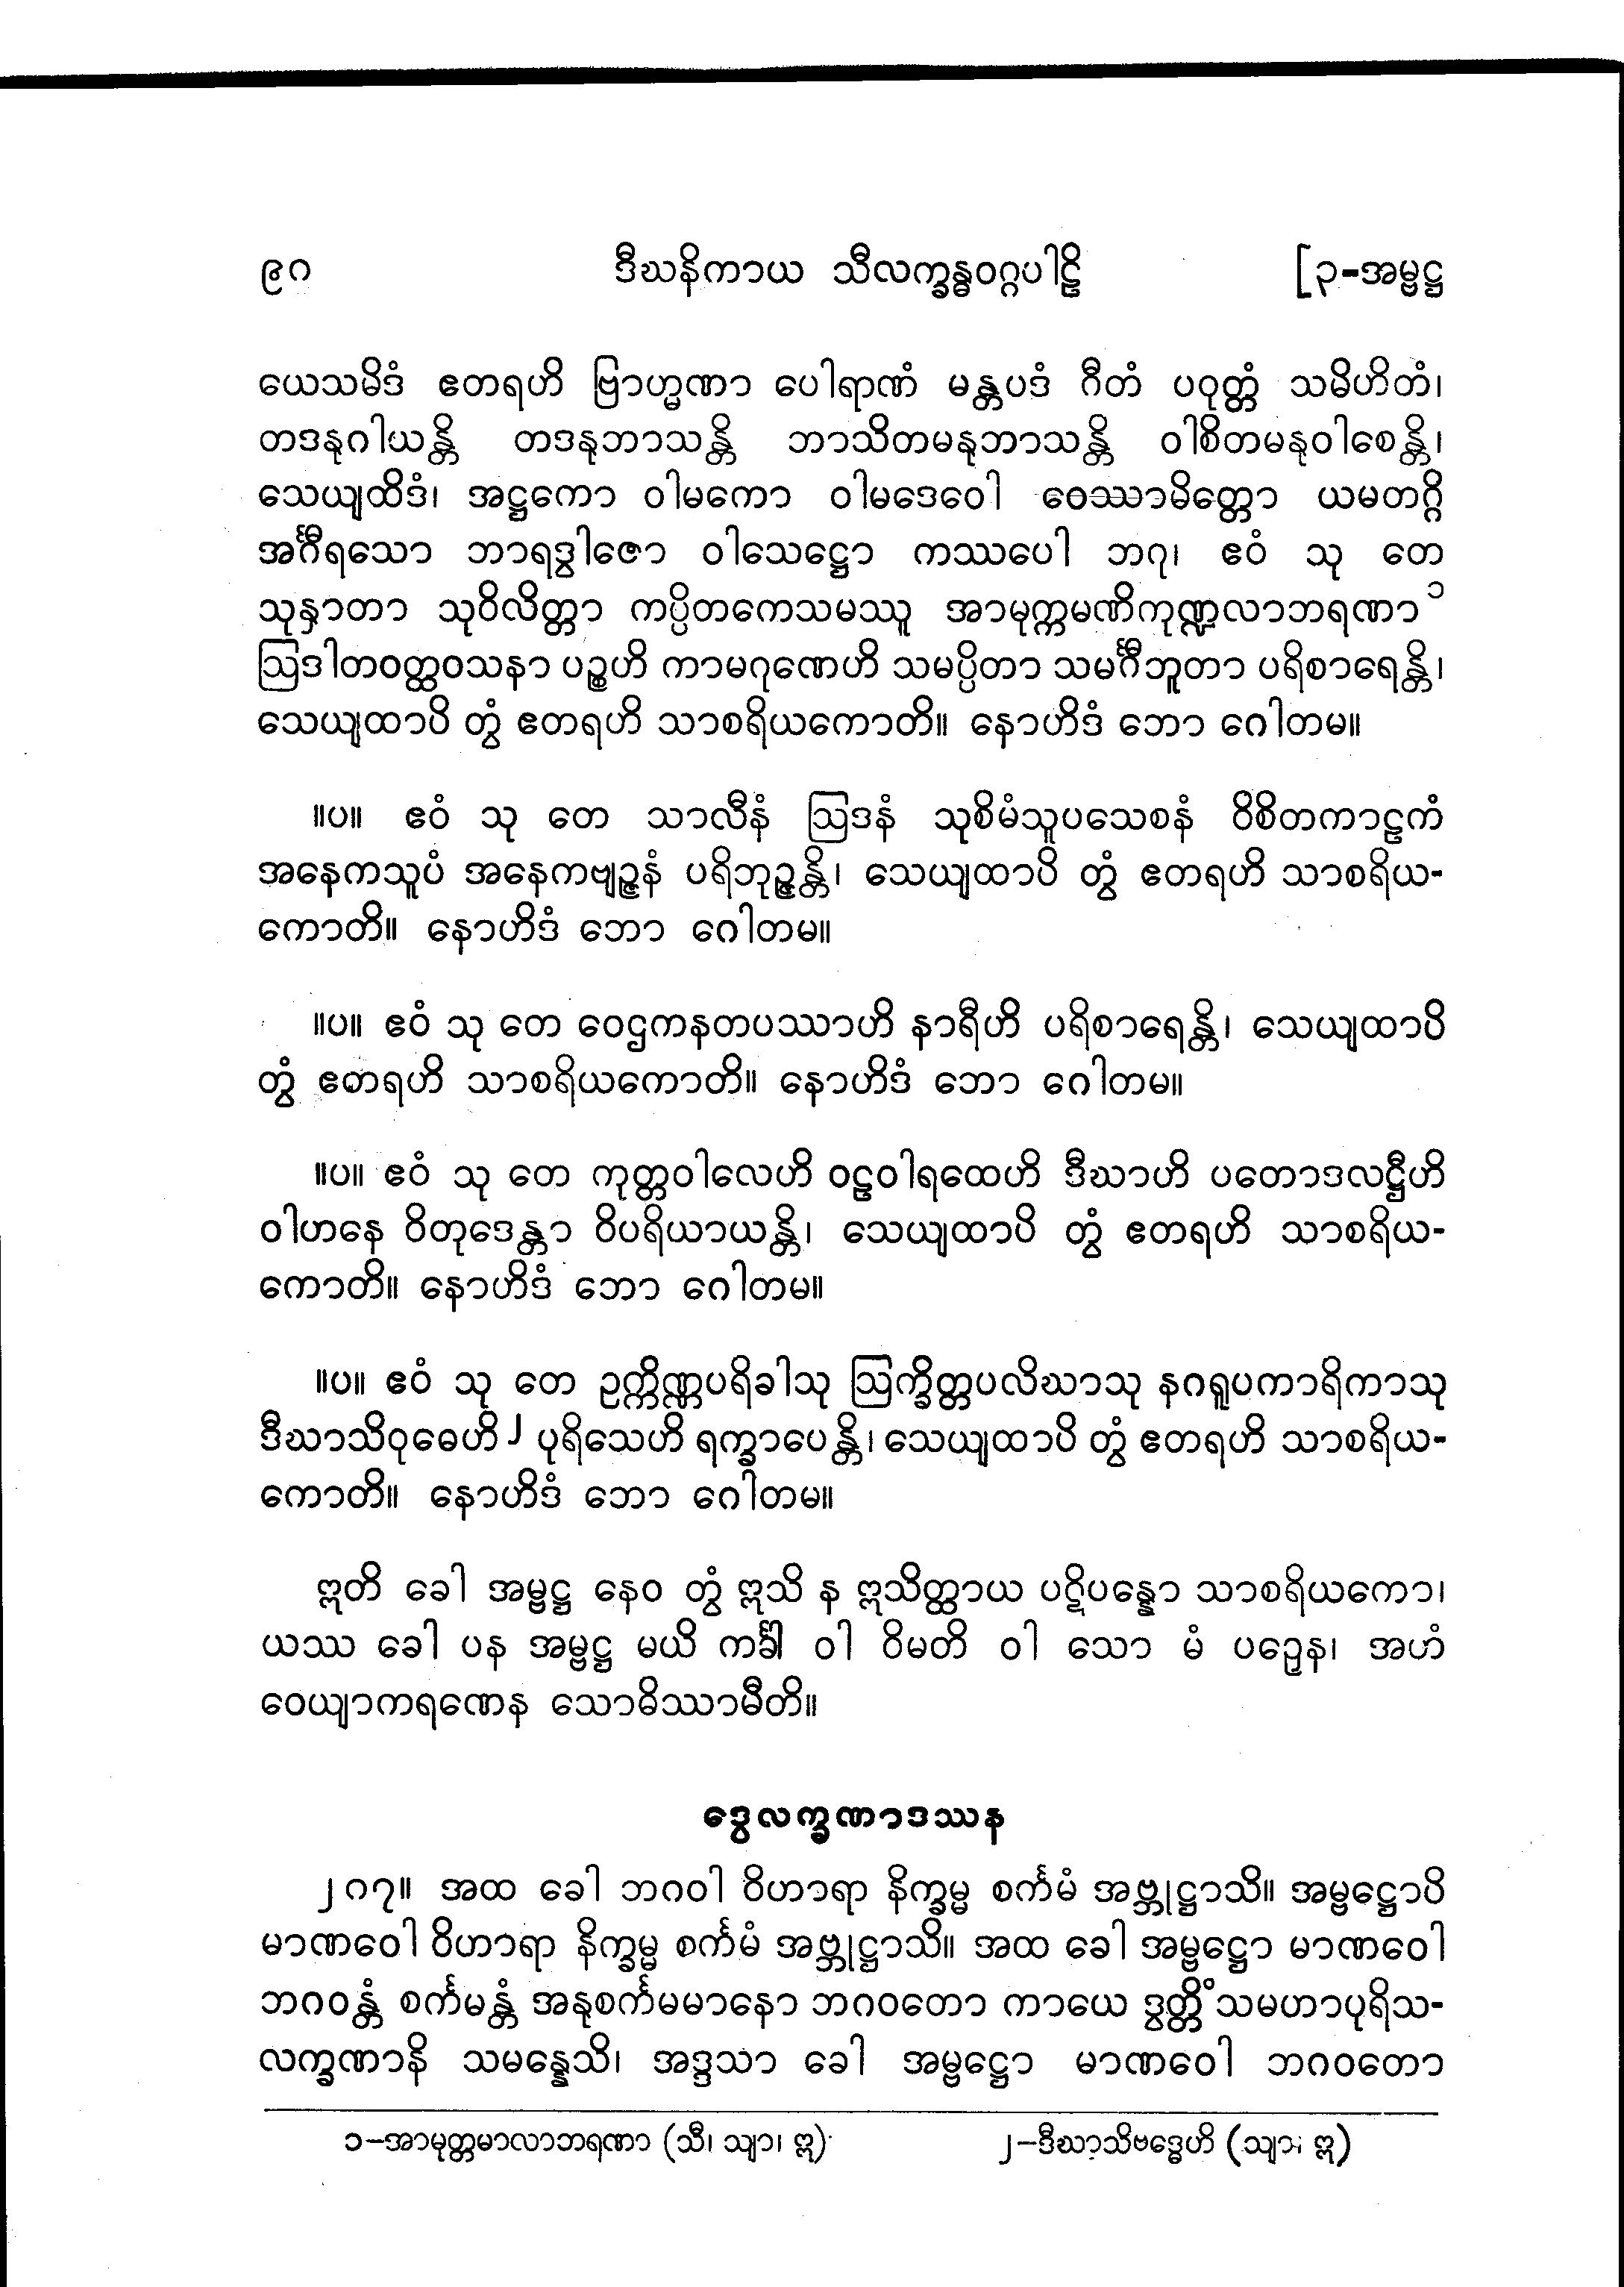 ၉၈ ဒီဃနိကာယ သီလက္ခန္ဓဝဂ္ဂပါဠိ [၃-အမ္ဗဋ္ဌ
ယေသမိဒံ ဧတရဟိ ဗြာဟ္မဏာ ပေါရာဏံ မန္တပဒံ ဂီတံ ပဝုတ္တံ သမိဟိတံ၊
တဒနုဂါယန္တိ တဒနုဘာသန္တိ ဘာသိတမနုဘာသန္တိ ဝါစိတမနုဝါစေန္တိ၊
သေယျထိဒံ၊ အဋ္ဌကော ဝါမကော ဝါမဒေဝေါ ဝေဿာမိတ္တော ယမတဂ္ဂိ
အင်္ဂီရသော ဘာရဒွါဇော ဝါသေဋ္ဌော ကဿပေါ ဘဂု၊ ဧဝံ သု တေ
သုနှာတာ သုဝိလိတ္တာ ကပ္ပိတကေသမဿူ အာမုက္ကမဏိကုဏ္ဍလာဘရဏာ ၁
ဩဒါတဝတ္ထဝသနာ ပဉ္စဟိ ကာမဂုဏေဟိ သမပ္ပိတာ သမင်္ဂီဘူတာ ပရိစာရေန္တိ၊
သေယျထာပိ တွံ ဧတရဟိ သာစရိယကောတိ။ နောဟိဒံ ဘော ဂေါတမ။
။ပ။ ဧဝံ သု တေ သာလီနံ ဩဒနံ သုစိမံသူပသေစနံ ဝိစိတကာဠကံ
အနေကသူပံ အနေကဗျဉ္ဇနံ ပရိဘုဉ္ဇန္တိ၊ သေယျထာပိ တွံ ဧတရဟိ သာစရိယ-
ကောတိ။ နောဟိဒံ ဘော ဂေါတမ။
။ပ။ ဧဝံ သု တေ ဝေဌကနတပဿာဟိ နာရီဟိ ပရိစာရေန္တိ၊ သေယျထာပိ
တွံ ဧတရဟိ သာစရိယကောတိ။ နောဟိဒံ ဘော ဂေါတမ။
။ပ။ ဧဝံ သု တေ ကုတ္တဝါလေဟိ ဝဠဝါရထေဟိ ဒီဃာဟိ ပတောဒလဋ္ဌီဟိ
ဝါဟနေ ဝိတုဒေန္တာ ဝိပရိယာယန္တိ၊ သေယျထာပိ တွံ ဧတရဟိ သာစရိယ-
ကောတိ။ နောဟိဒံ ဘော ဂေါတမ။
။ပ။ ဧဝံ သု တေ ဥက္ကိဏ္ဏပရိခါသု ဩက္ခိတ္တပလိဃာသု နဂရူပကာရိကာသု
ဒီဃာသိဝုဓေဟိ ၂ ပုရိသေဟိ ရက္ခာပေန္တိ၊ သေယျထာပိ တွံ ဧတရဟိ သာစရိယ-
ကောတိ။ နောဟိဒံ ဘော ဂေါတမ။
ဣတိ ခေါ အမ္ဗဋ္ဌ နေဝ တွံ ဣသိ န ဣသိတ္ထာယ ပဋိပန္နော သာစရိယကော၊
ယဿ ခေါ ပန အမ္ဗဋ္ဌ မယိ ကင်္ခါ ဝါ ဝိမတိ ဝါ သော မံ ပဉှေန၊ အဟံ
ဝေယျာကရဏေန သောဓိဿာမီတိ။
ဒွေလက္ခဏာဒဿန
၂၈၇။ အထ ခေါ ဘဂဝါ ဝိဟာရာ နိက္ခမ္မ စင်္ကမံ အဗ္ဘုဋ္ဌာသိ။ အမ္ဗဋ္ဌောပိ
မာဏဝေါ ဝိဟာရာ နိက္ခမ္မ စင်္ကမံ အဗ္ဘုဋ္ဌာသိ။ အထ ခေါ အမ္ဗဋ္ဌော မာဏဝေါ
ဘဂဝန္တံ စင်္ကမန္တံ အနုစင်္ကမမာနော ဘဂဝတော ကာယေ ဒွတ္တိံသမဟာပုရိသ-
လက္ခဏာနိ သမန္နေသိ၊ အဒ္ဒသာ ခေါ အမ္ဗဋ္ဌော မာဏဝေါ ဘဂဝတော
၁-အာမုတ္တမာလာဘရဏာ (သီ၊ သျာ၊ ဣ) ၂-ဒီဃာသိဗဒ္ဓေဟိ (သျာ၊ ဣ)